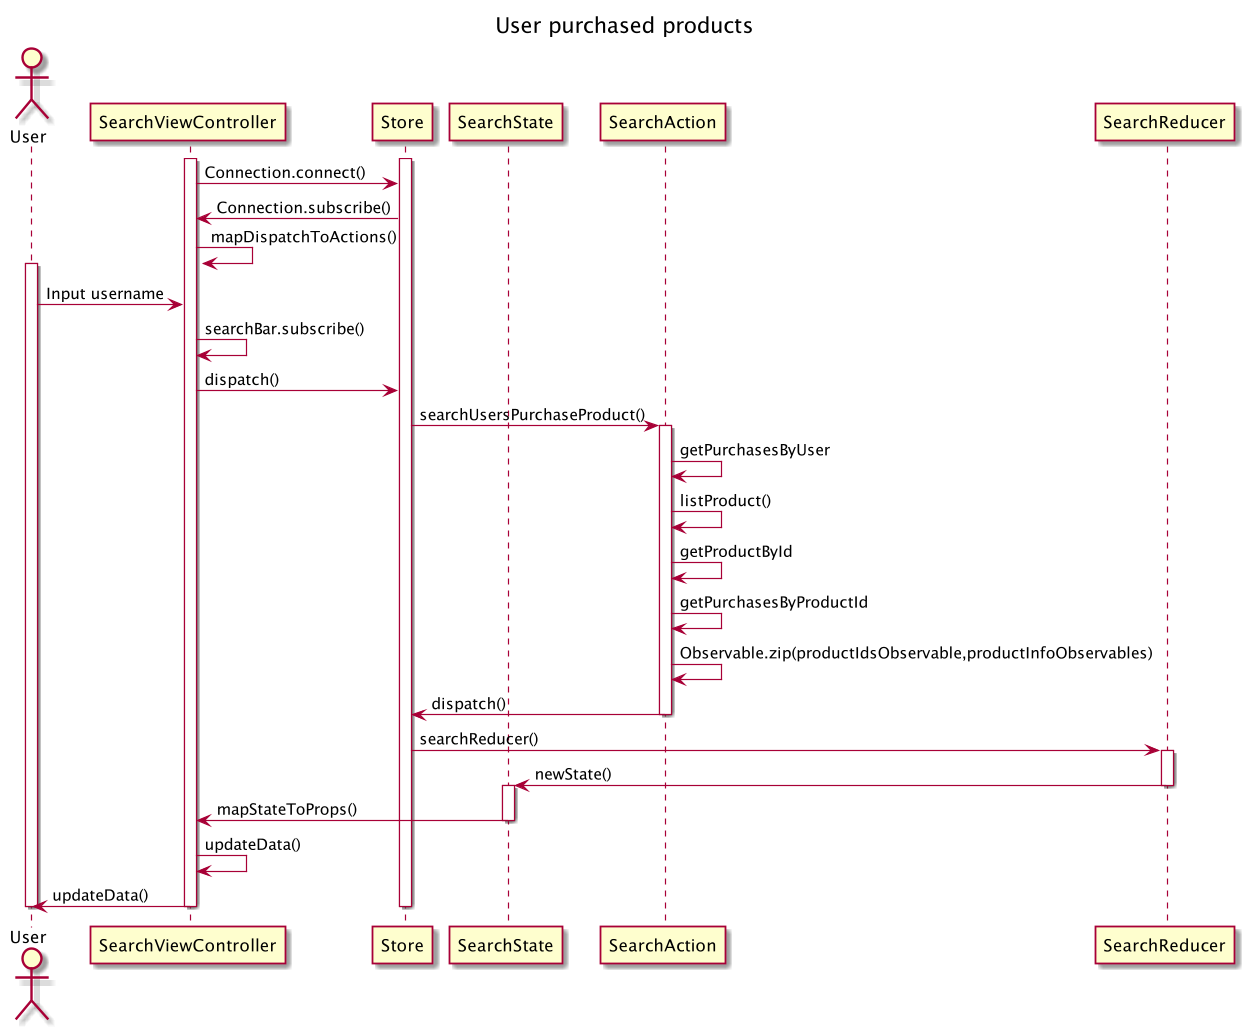 User purchased products
User
SearchViewController
Store
SearchState
SearchAction
SearchReducer
Connection.connect()
Connection.subscribe()
mapDispatchToActions()
Input username
searchBar.subscribe()
dispatch()
searchUsersPurchaseProduct()
getPurchasesByUser
listProduct()
getProductById
getPurchasesByProductId
Observable.zip(productIdsObservable,productInfoObservables)
dispatch()
searchReducer()
newState()
mapStateToProps()
updateData()
updateData()
User
SearchViewController
Store
SearchState
SearchAction
SearchReducer